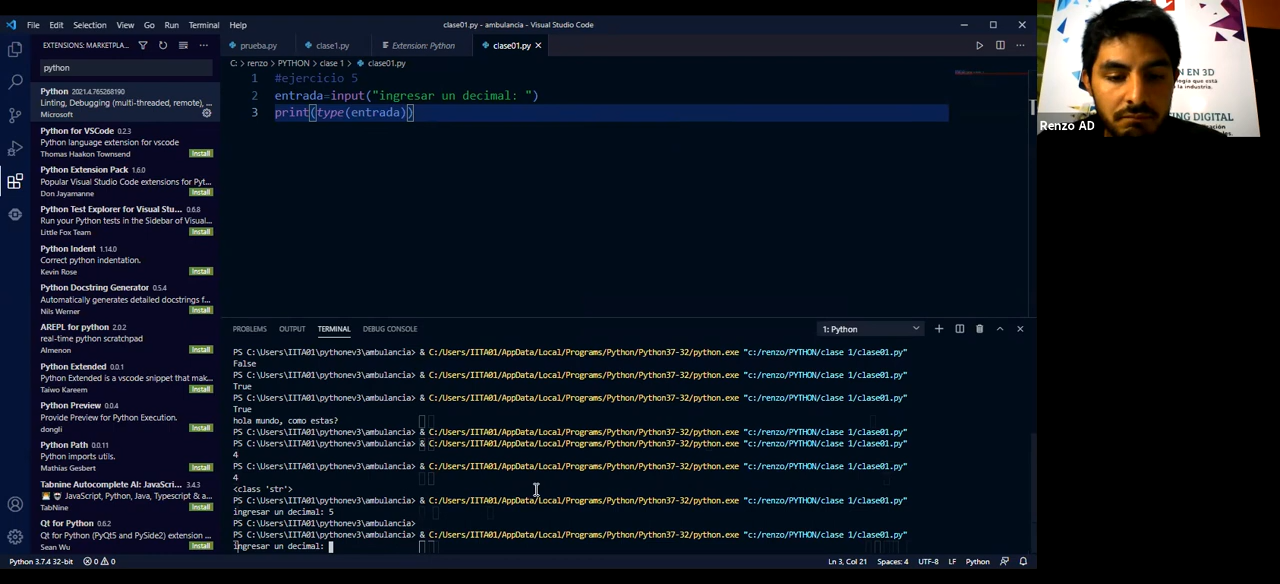 File Edit Selection View Go Run Terminal Help
clase01.py - ambulancia - Visual Studio Code
EXTENSIONS: MARKETPLA...
prueba.py
clase1.py
Extension: Python
clase01.py
python
C: > renzo > PYTHON > clase 1 > clase01.py
1 #ejercicio 5
2 entrada=input("ingresar un decimal: ")
3 print(type(entrada))
Python 2021.4.765268190
Linting, Debugging (multi-threaded, remote), ...
Microsoft
Python for VSCode 0.2.3
Python language extension for vscode
Thomas Haakon Townsend Install
Python Extension Pack 1.6.0
Popular Visual Studio Code extensions for Pyt...
Don Jayamanne Install
Python Test Explorer for Visual Stu... 0.6.8
Run your Python tests in the Sidebar of Visual...
Little Fox Team Install
Python Indent 1.14.0
Correct python indentation.
Kevin Rose Install
Python Docstring Generator 0.5.4
Automatically generates detailed docstrings f...
Nils Werner Install
AREPL for python 2.0.2
real-time python scratchpad
Almenon Install
Python Extended 0.0.1
Python Extended is a vscode snippet that mak...
Taiwo Kareem Install
Python Preview 0.0.4
Provide Preview for Python Execution.
dongli Install
Python Path 0.0.11
Python imports utils.
Mathias Gesbert Install
Tabnine Autocomplete AI: JavaScri... 3.4.3
JavaScript, Python, Java, Typescript & a...
TabNine Install
Qt for Python 0.6.2
Qt for Python (PyQt5 and PySide2) extension ...
Sean Wu Install
PROBLEMS OUTPUT TERMINAL DEBUG CONSOLE
1: Python
PS C:\Users\IITA01\pythonev3\ambulancia> & C:/Users/IITA01/AppData/Local/Programs/Python/Python37-32/python.exe "c:/renzo/PYTHON/clase 1/clase01.py"
False
PS C:\Users\IITA01\pythonev3\ambulancia> & C:/Users/IITA01/AppData/Local/Programs/Python/Python37-32/python.exe "c:/renzo/PYTHON/clase 1/clase01.py"
True
PS C:\Users\IITA01\pythonev3\ambulancia> & C:/Users/IITA01/AppData/Local/Programs/Python/Python37-32/python.exe "c:/renzo/PYTHON/clase 1/clase01.py"
True
hola mundo, como estas?
PS C:\Users\IITA01\pythonev3\ambulancia> & C:/Users/IITA01/AppData/Local/Programs/Python/Python37-32/python.exe "c:/renzo/PYTHON/clase 1/clase01.py"
PS C:\Users\IITA01\pythonev3\ambulancia> & C:/Users/IITA01/AppData/Local/Programs/Python/Python37-32/python.exe "c:/renzo/PYTHON/clase 1/clase01.py"
4
PS C:\Users\IITA01\pythonev3\ambulancia> & C:/Users/IITA01/AppData/Local/Programs/Python/Python37-32/python.exe "c:/renzo/PYTHON/clase 1/clase01.py"
4
<class 'str'>
PS C:\Users\IITA01\pythonev3\ambulancia> & C:/Users/IITA01/AppData/Local/Programs/Python/Python37-32/python.exe "c:/renzo/PYTHON/clase 1/clase01.py"
ingresar un decimal: 5
PS C:\Users\IITA01\pythonev3\ambulancia>
PS C:\Users\IITA01\pythonev3\ambulancia> & C:/Users/IITA01/AppData/Local/Programs/Python/Python37-32/python.exe "c:/renzo/PYTHON/clase 1/clase01.py"
ingresar un decimal:
Python 3.7.4 32-bit 0 0
Ln 3, Col 21 Spaces: 4 UTF-8 LF Python
EN 3D
la industria.
DIGITAL
Renzo AD